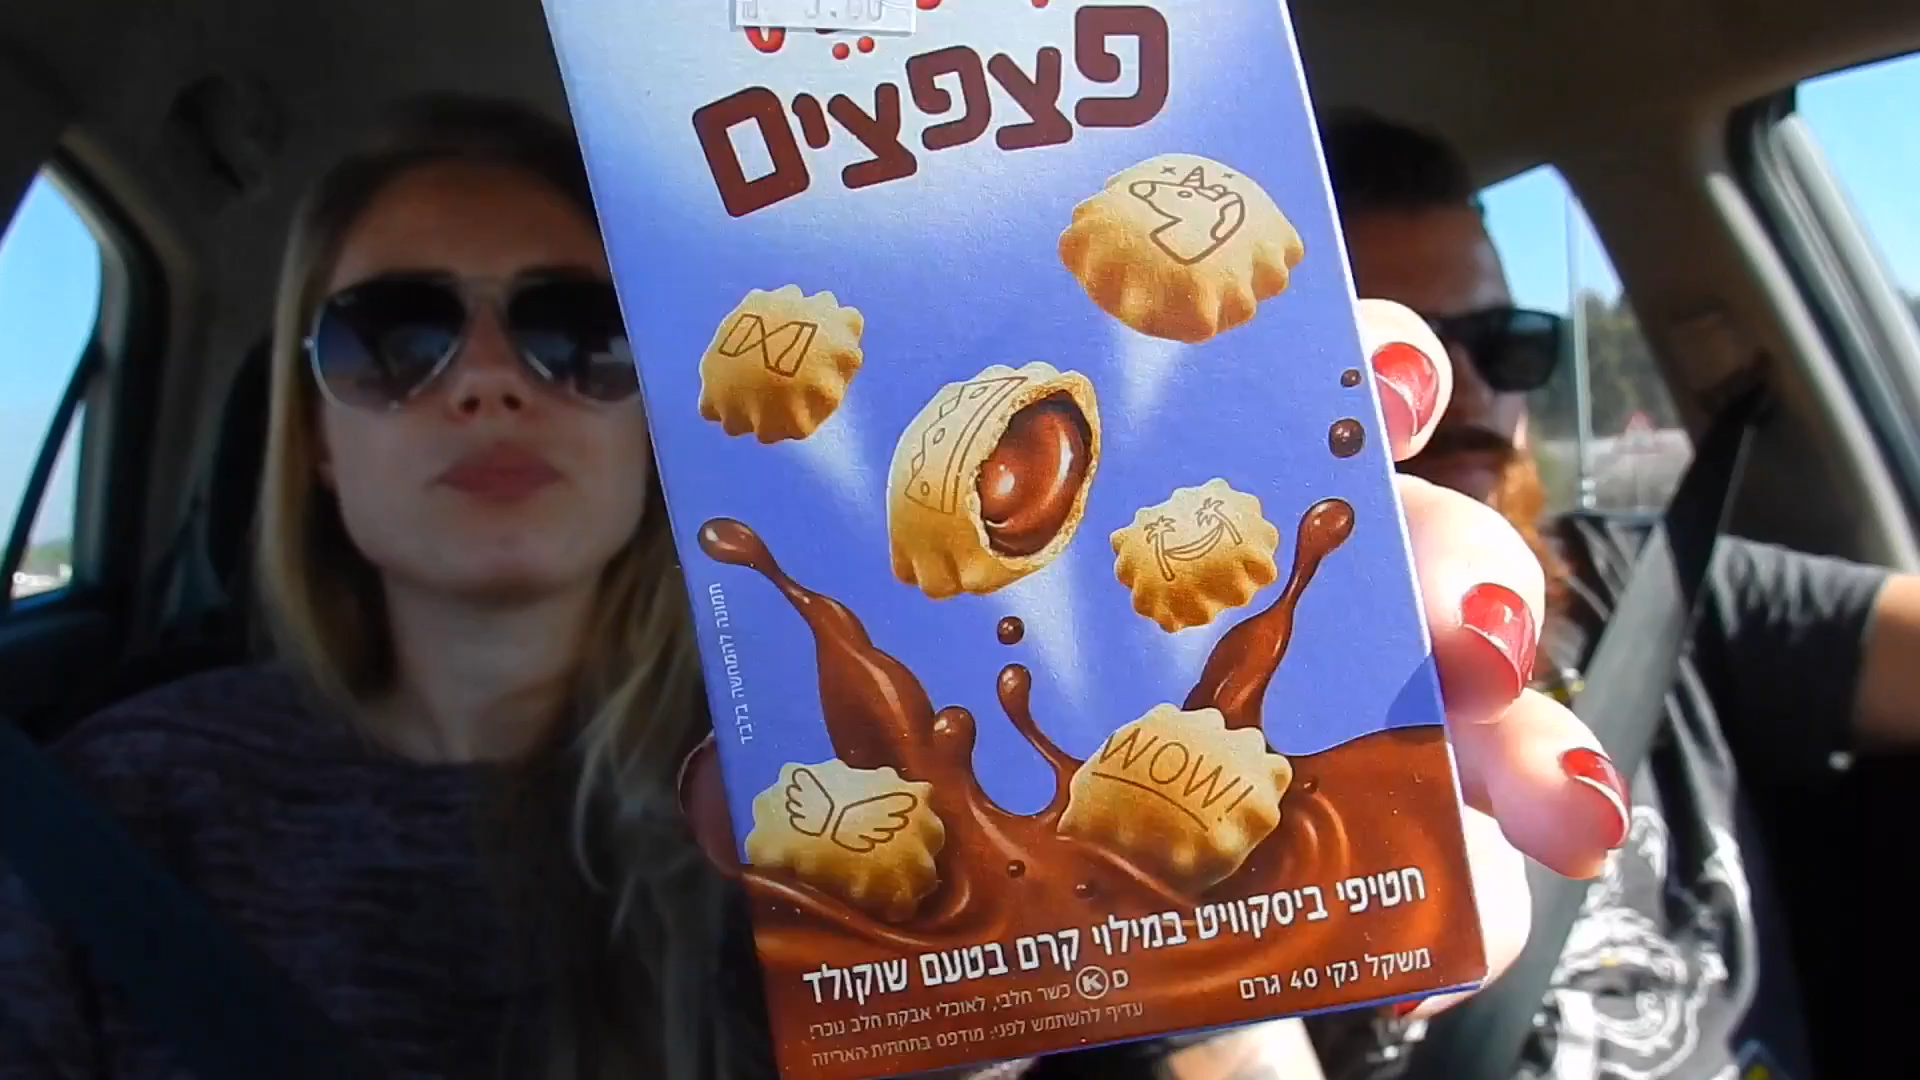 פצפצים
WOW!
תמונה להמחשה בלבד
חטיפי ביסקוויט במילוי קרם בטעם שוקולד
משקל נקי 40 גרם
K D
כשר חלבי, לאוכלי אבקת חלב נוכרי
עדיף להשתמש לפני: מודפס בתחתית האריזה